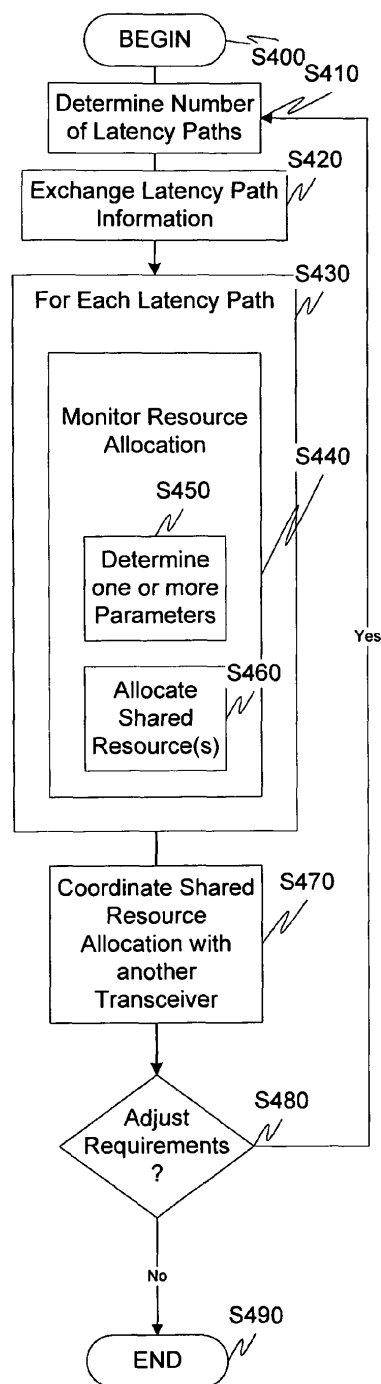 BEGIN
S400
S410
Determine Number
of Latency Paths
S420
Exchange Latency Path
Information
S430
For Each Latency Path
Monitor Resource
Allocation
S440
S450
Determine
one or more
Parameters
Yes
S460
Allocate
Shared
Resource(s)
Coordinate Shared
Resource
Allocation with
another
Transceiver
S470
Adjust
Requirements
?
S480
No
S490
END